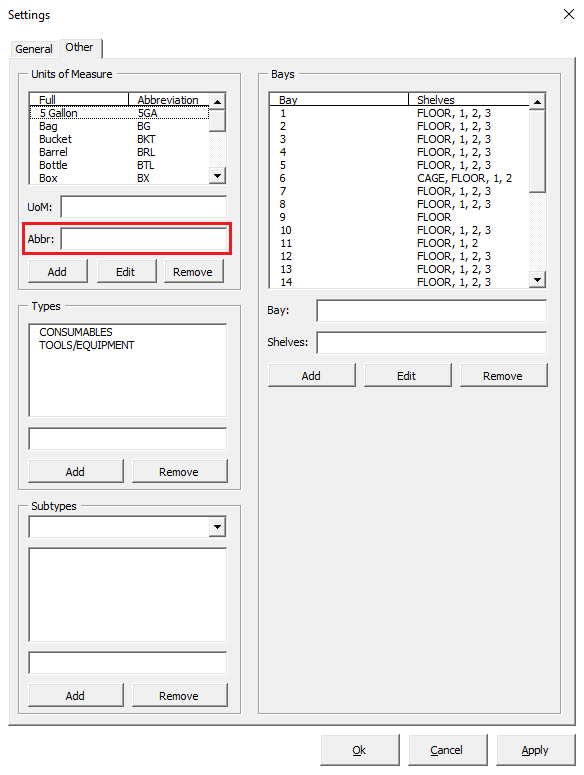 Settings
General Other
Units of Measure
Full Abbreviation
5 Gallon 5GA
Bag BG
Bucket BKT
Barrel BRL
Bottle BTL
Box BX
UoM:
Abbr:
Add Edit Remove
Types
CONSUMABLES
TOOLS/EQUIPMENT
Add Remove
Subtypes
Add Remove
Bays
Bay Shelves
1 FLOOR, 1, 2, 3
2 FLOOR, 1, 2, 3
3 FLOOR, 1, 2, 3
4 FLOOR, 1, 2, 3
5 FLOOR, 1, 2, 3
6 CAGE, FLOOR, 1, 2
7 FLOOR, 1, 2, 3
8 FLOOR, 1, 2, 3
9 FLOOR
10 FLOOR, 1, 2, 3
11 FLOOR, 1, 2
12 FLOOR, 1, 2, 3
13 FLOOR, 1, 2, 3
14 FLOOR, 1, 2, 3
Bay:
Shelves:
Add Edit Remove
Ok Cancel Apply